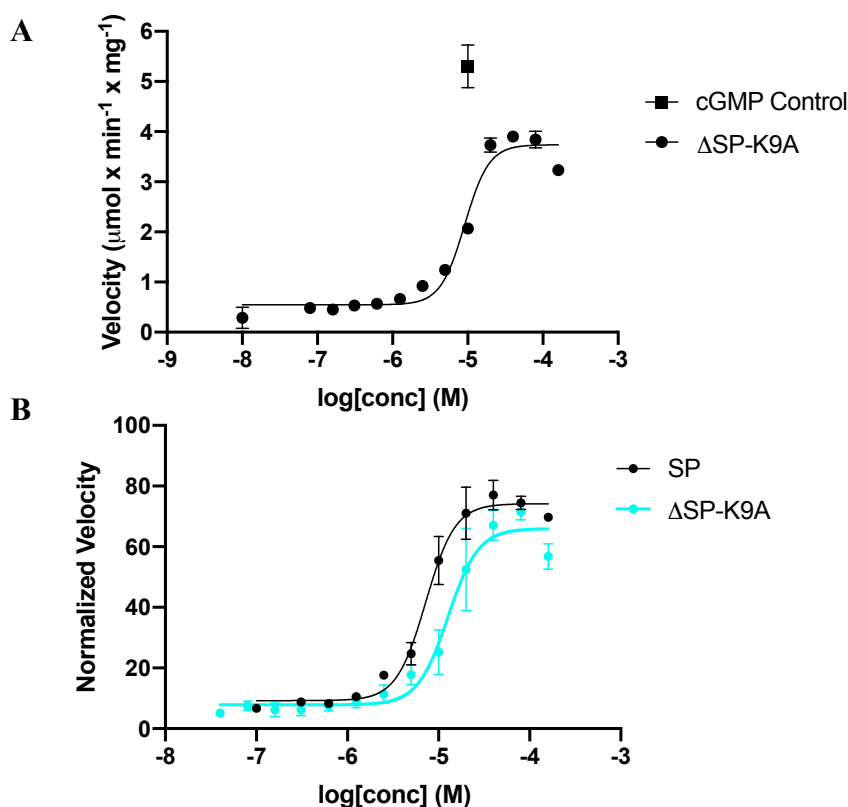 A
Velocity (μmol x min-1 x mg-1)
6
5
4
3
2
1
0
-9 -8 -7 -6 -5 -4 -3
log[conc] (M)
cGMP Control
ΔSP-K9A
B
Normalized Velocity
100
80
60
40
20
0
-8 -7 -6 -5 -4 -3
log[conc] (M)
SP
ΔSP-K9A